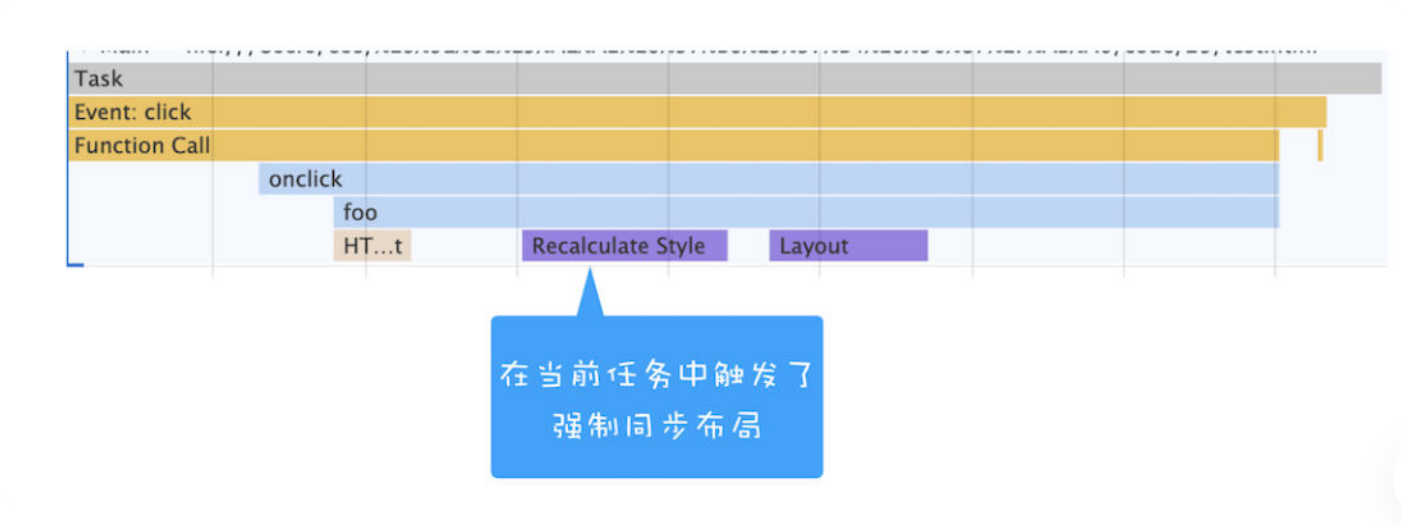 Task
Event: click
Function Call
onclick
foo
HT...t
Recalculate Style
Layout
在当前任务中触发了
强制同步布局